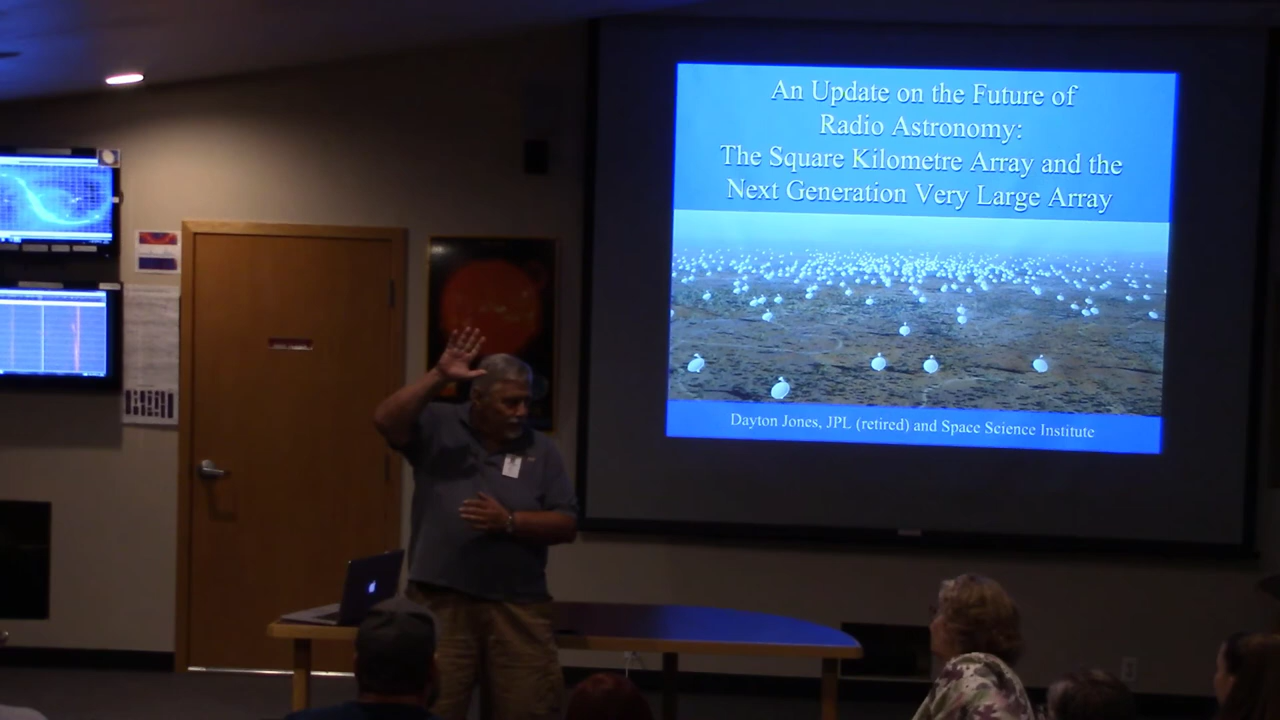 An Update on the Future of
Radio Astronomy:
The Square Kilometre Array and the
Next Generation Very Large Array
Dayton Jones, JPL (retired) and Space Science Institute